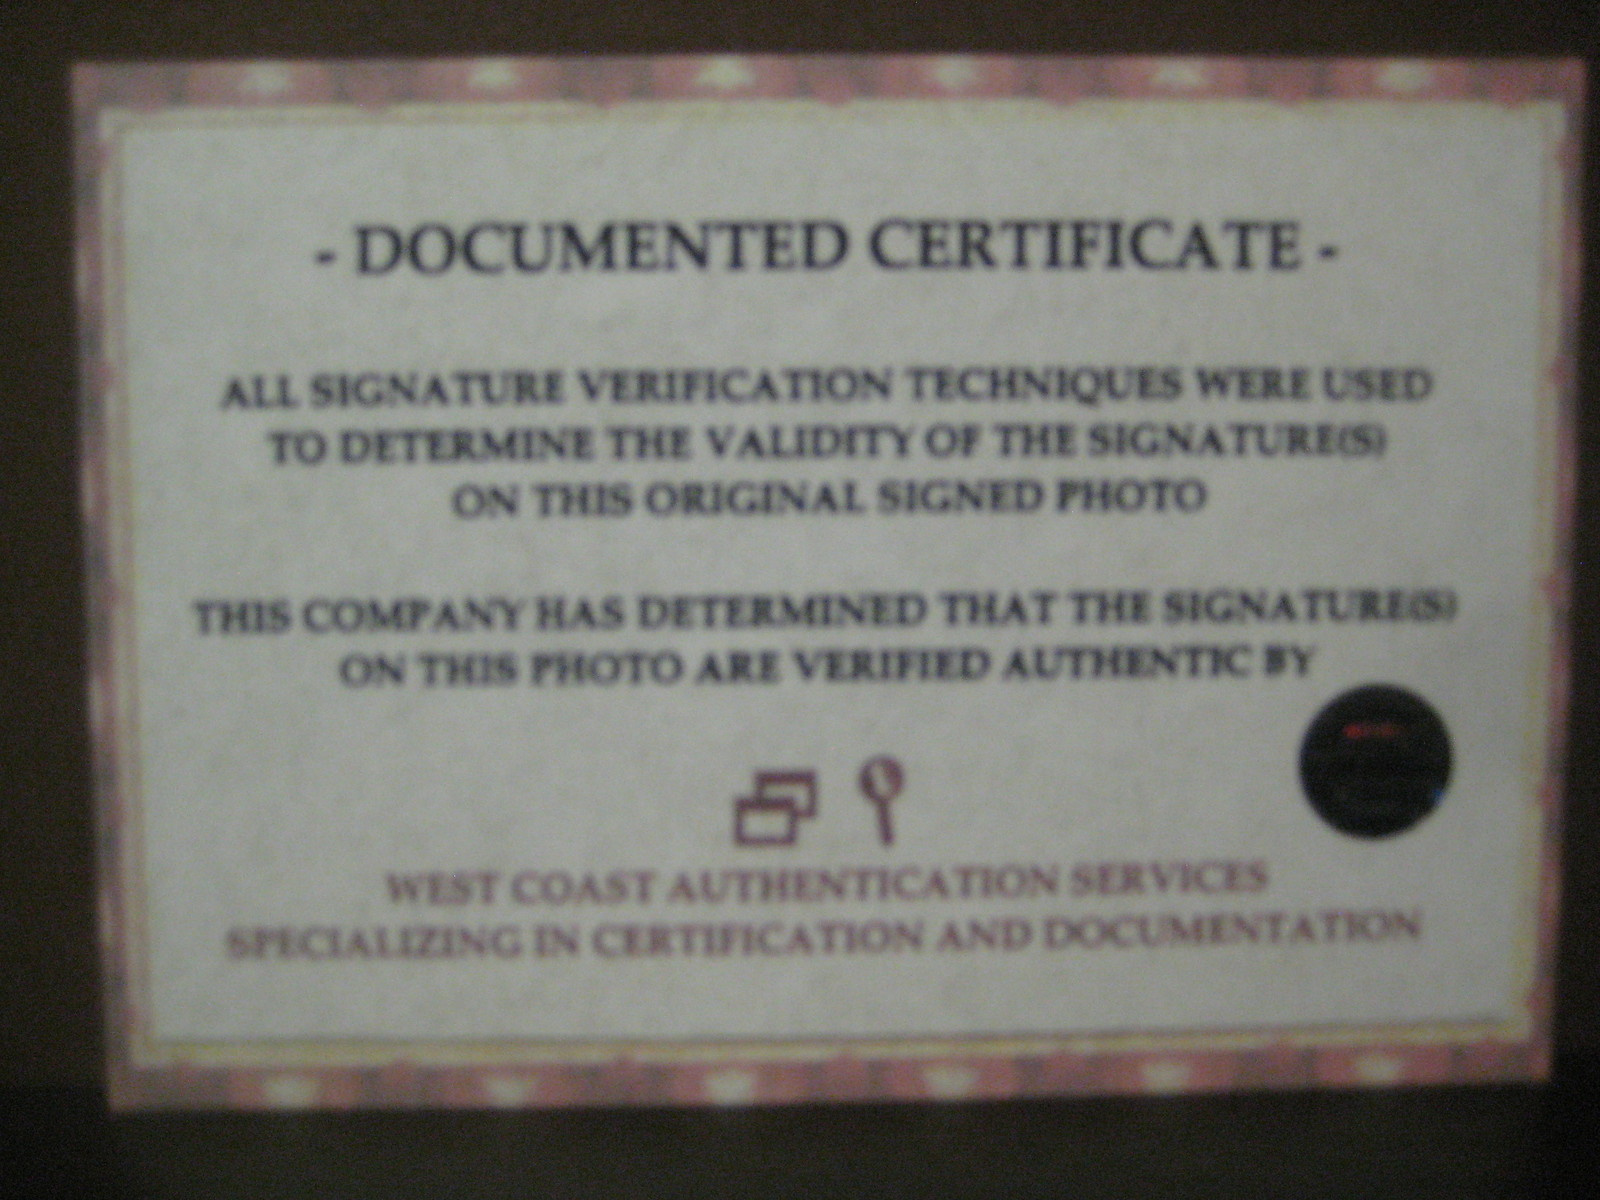 - DOCUMENTED CERTIFICATE -
ALL SIGNATURE VERIFICATION TECHNIQUES WERE USED
TO DETERMINE THE VALIDITY OF THE SIGNATURE(S)
ON THIS ORIGINAL SIGNED PHOTO
THIS COMPANY HAS DETERMINED THAT THE SIGNATURE(S)
ON THIS PHOTO ARE VERIFIED AUTHENTIC BY
WEST COAST AUTHENTICATION SERVICES
SPECIALIZING IN CERTIFICATION AND DOCUMENTATION